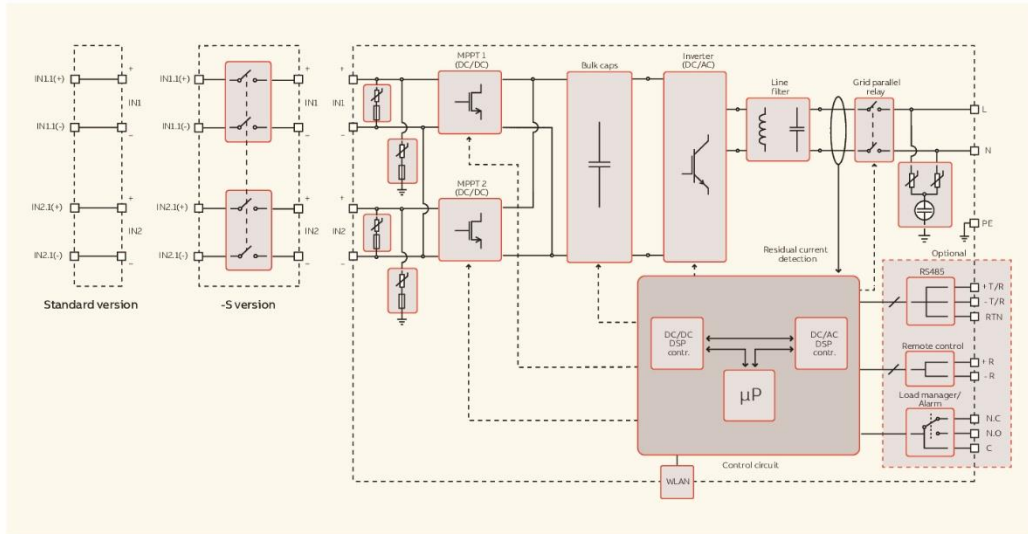 IN1.1(+)
+
IN1
IN1.1(-)
−
IN2.1(+)
+
IN2
IN2.1(-)
−
Standard version
IN1.1(+)
+
IN1
IN1.1(-)
−
IN2.1(+)
+
IN2
IN2.1(-)
−
-S version
+
IN1
−
+
IN2
−
MPPT 1
(DC/DC)
MPPT 2
(DC/DC)
Bulk caps
Inverter
(DC/AC)
Line
filter
Grid parallel
relay
L
N
PE
Residual current
detection
Optional
RS485
+ T/R
- T/R
RTN
Remote control
+ R
- R
Load manager/
Alarm
N.C
N.O
C
DC/DC
DSP
contr.
DC/AC
DSP
contr.
µP
Control circuit
WLAN